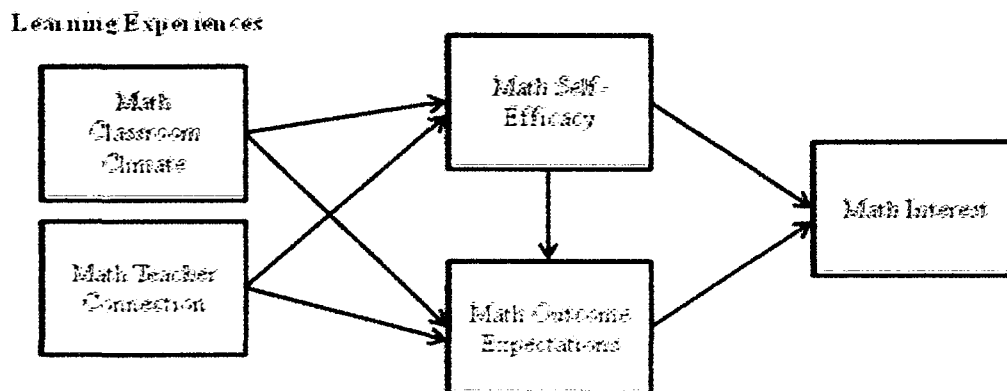 Learning Experiences
Math
Classroom
Climate
Math Teacher
Connection
Math Self-
Efficacy
Math Outcome
Expectations
Math Interest